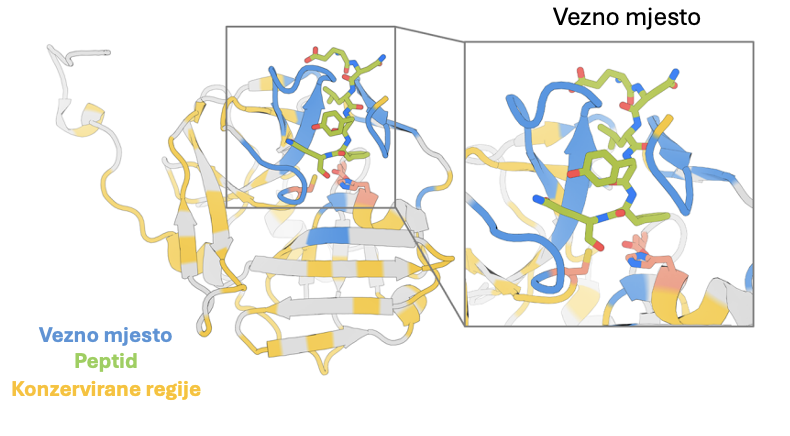 Vezno mjesto
Vezno mjesto
Peptid
Konzervirane regije